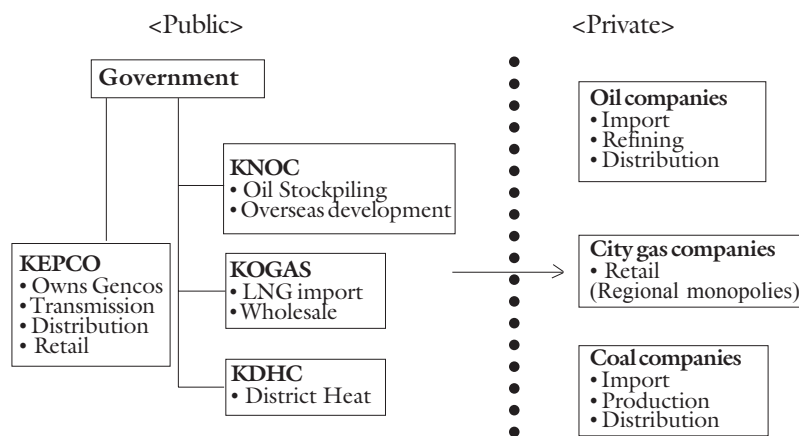 <Public>
<Private>
Government
KNOC
• Oil Stockpiling
• Overseas development
KEPCO
• Owns Gencos
• Transmission
• Distribution
• Retail
KOGAS
• LNG import
• Wholesale
KDHC
• District Heat
Oil companies
• Import
• Refining
• Distribution
City gas companies
• Retail
(Regional monopolies)
Coal companies
• Import
• Production
• Distribution